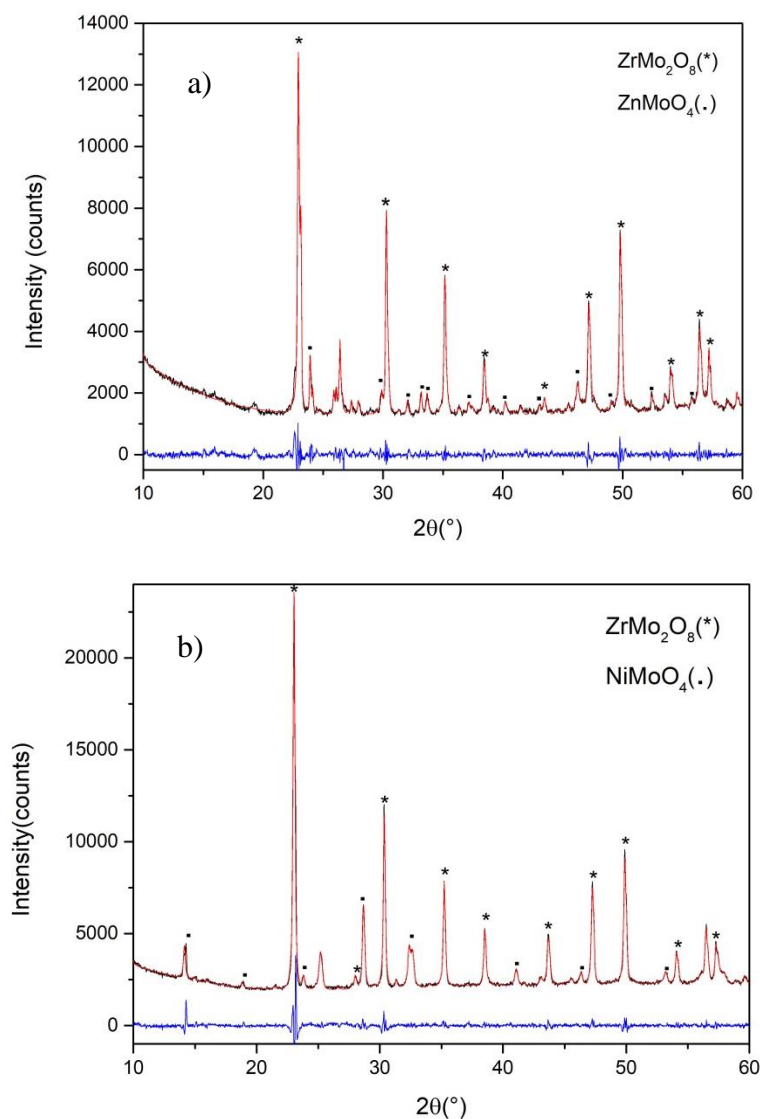 a)
ZrMo₂O₈(*)
ZnMoO₄(.)
14000
12000
10000
8000
6000
4000
2000
0
Intensity (counts)
10 20 30 40 50 60
2θ(°)
b)
ZrMo₂O₈(*)
NiMoO₄(.)
20000
15000
10000
5000
0
Intensity(counts)
10 20 30 40 50 60
2θ(°)